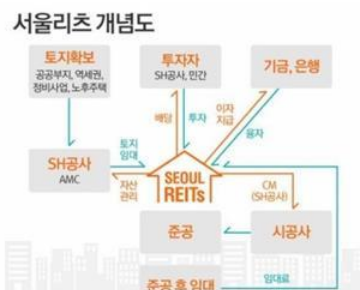 서울리츠 개념도
토지확보
공공부지, 역세권,
정비사업, 노후주택
투자자
SH공사, 민간
기금, 은행
배당
투자
이자
지급
융자
SH공사
AMC
토지
임대
자산
관리
SEOUL
REITs
CM
(SH공사)
준공
시공사
준공 후 임대
임대료